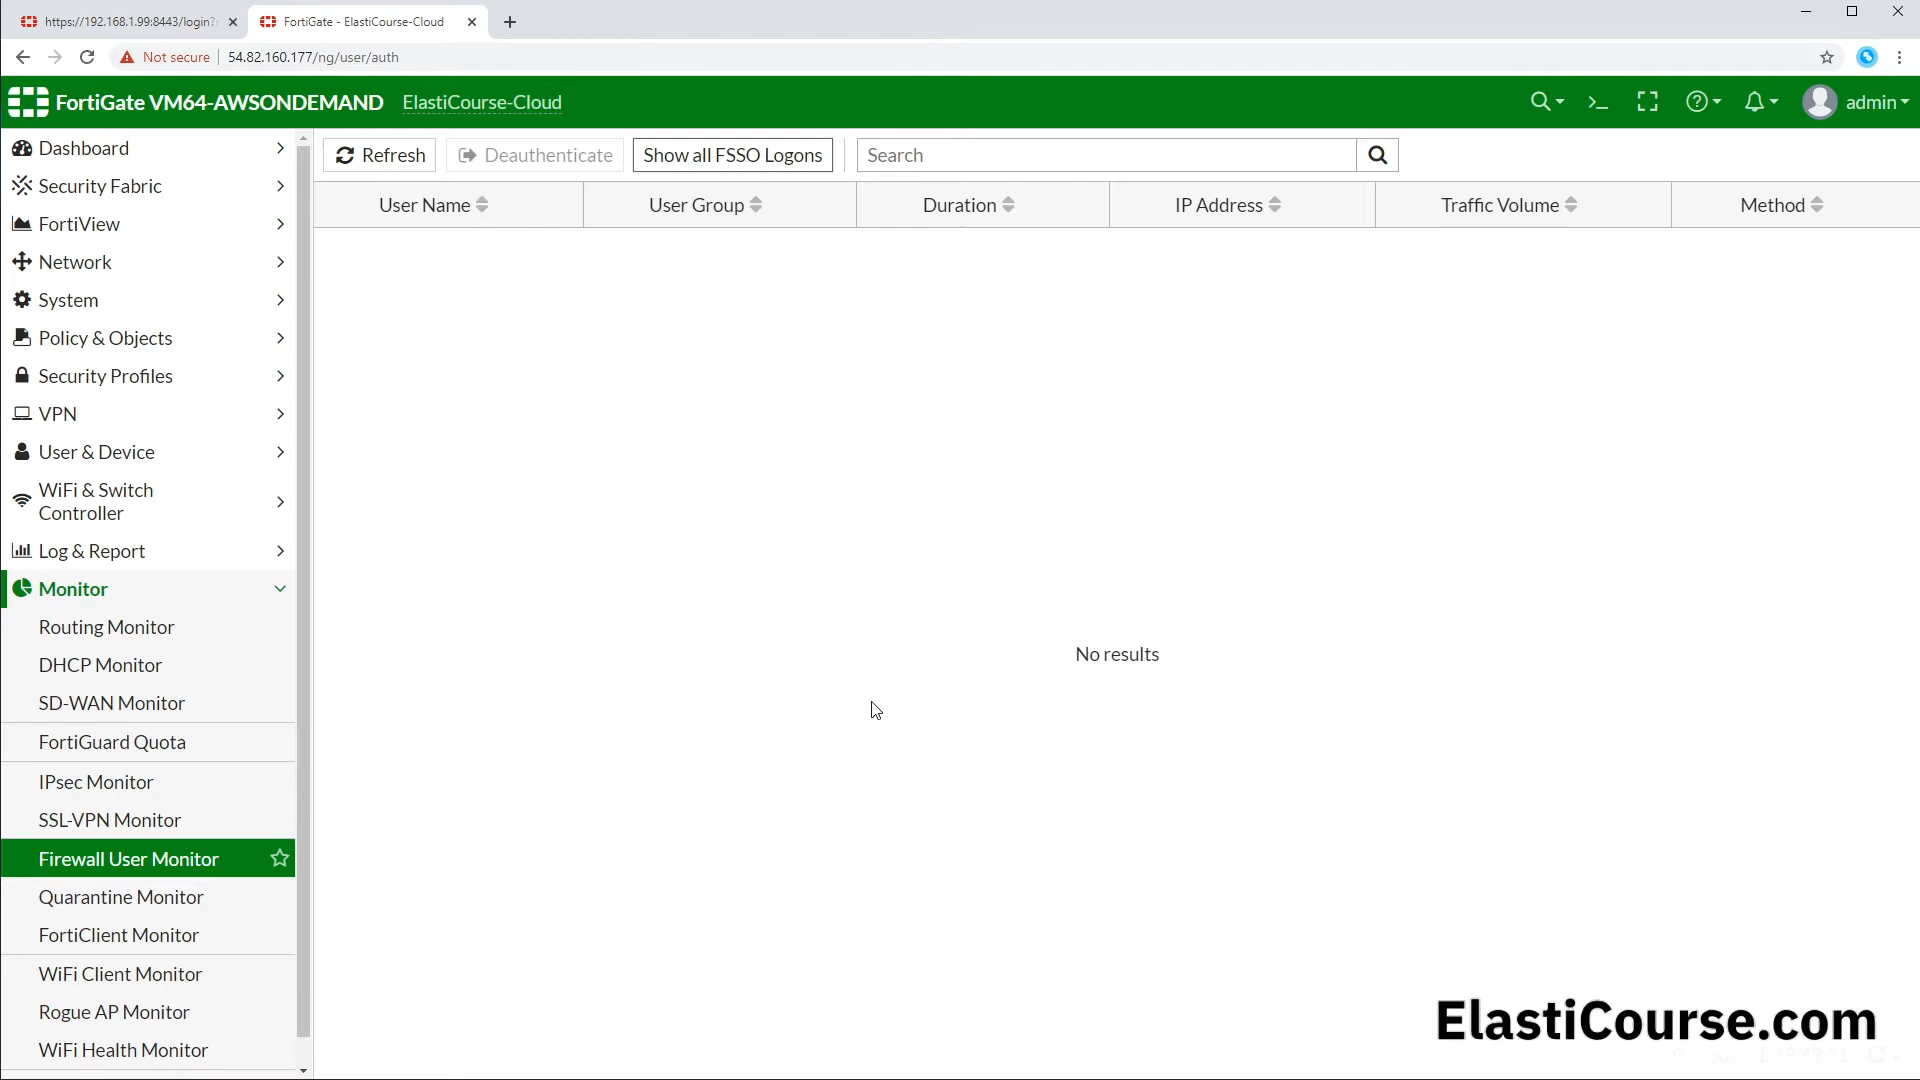 https://192.168.1.99:8443/login?r
FortiGate - ElastiCourse-Cloud
Not secure
54.82.160.177/ng/user/auth
FortiGate VM64-AWSONDEMAND
ElastiCourse-Cloud
admin
Dashboard
Security Fabric
FortiView
Network
System
Policy & Objects
Security Profiles
VPN
User & Device
WiFi & Switch
Controller
Log & Report
Monitor
Routing Monitor
DHCP Monitor
SD-WAN Monitor
FortiGuard Quota
IPsec Monitor
SSL-VPN Monitor
Firewall User Monitor
Quarantine Monitor
FortiClient Monitor
WiFi Client Monitor
Rogue AP Monitor
WiFi Health Monitor
Refresh
Deauthenticate
Show all FSSO Logons
Search
User Name
User Group
Duration
IP Address
Traffic Volume
Method
No results
ElastiCourse.com